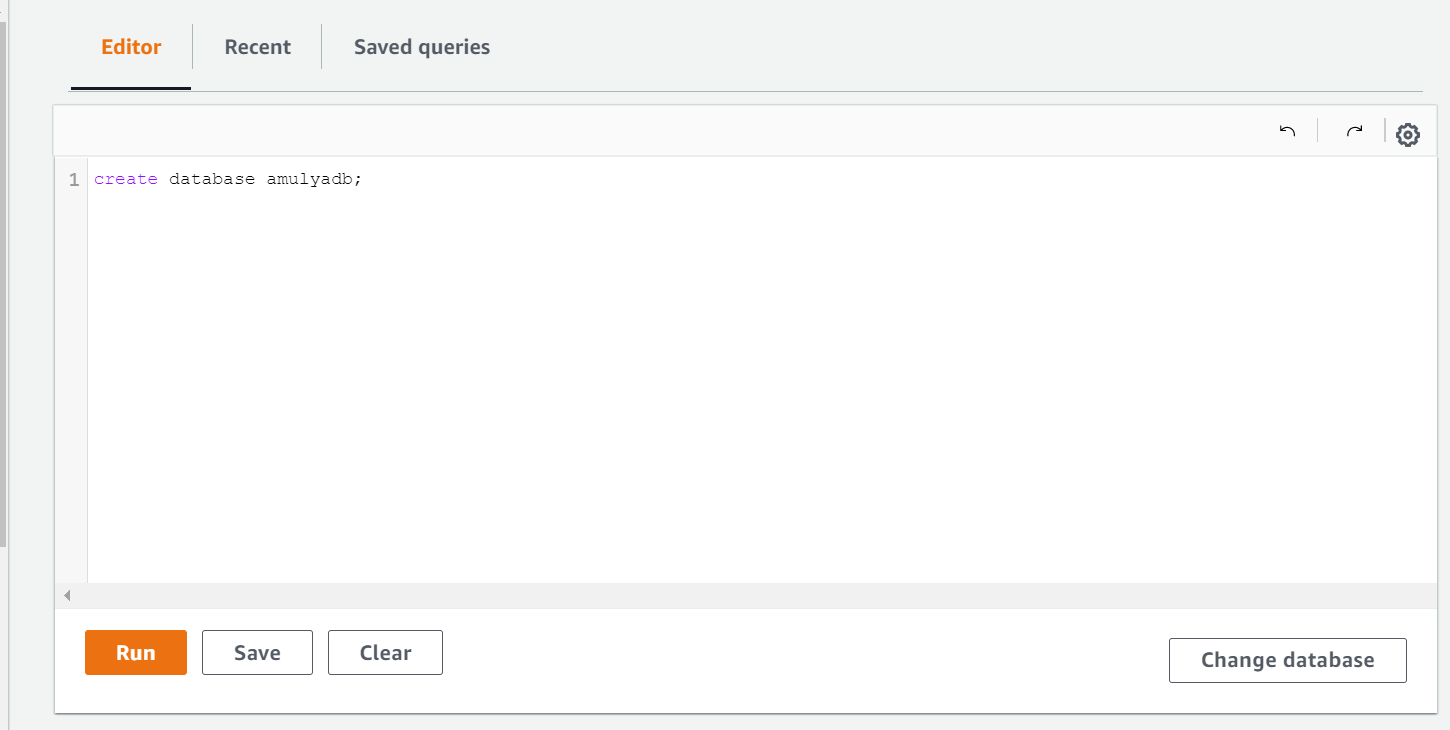 Editor Recent Saved queries
1 create database amulyadb;
Run Save Clear Change database